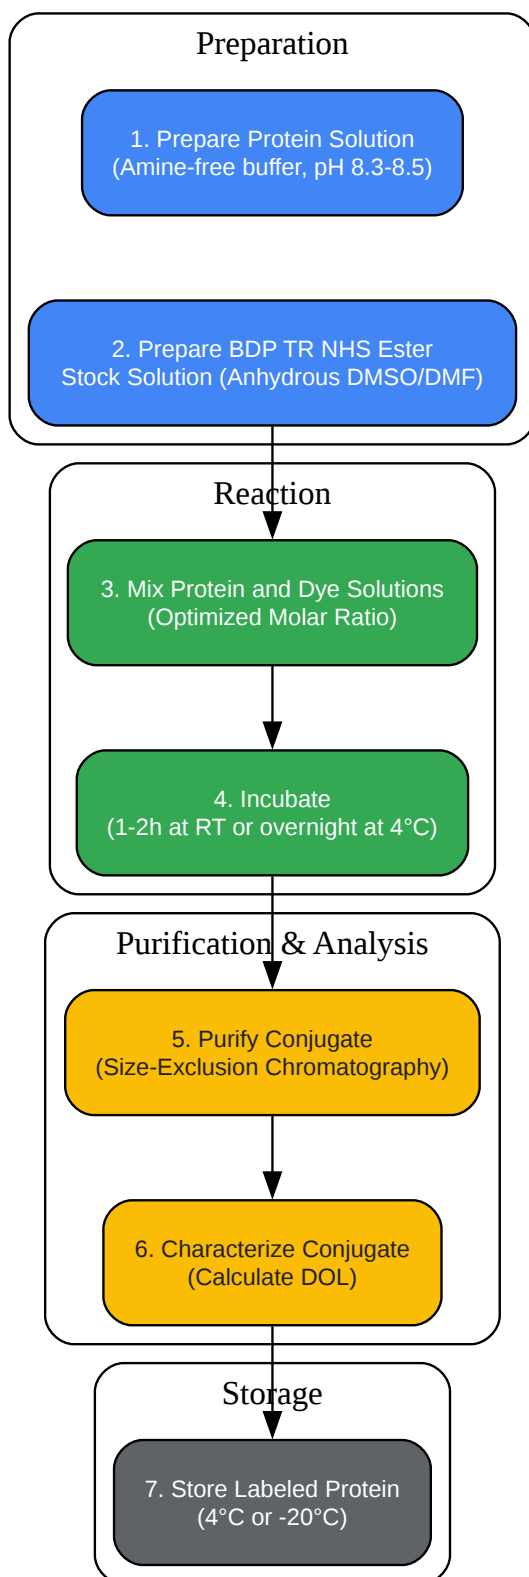 Preparation
1. Prepare Protein Solution
(Amine-free buffer, pH 8.3-8.5)
2. Prepare BDP TR NHS Ester
Stock Solution (Anhydrous DMSO/DMF)
Reaction
3. Mix Protein and Dye Solutions
(Optimized Molar Ratio)
4. Incubate
(1-2h at RT or overnight at 4°C)
Purification & Analysis
5. Purify Conjugate
(Size-Exclusion Chromatography)
6. Characterize Conjugate
(Calculate DOL)
Storage
7. Store Labeled Protein
(4°C or -20°C)